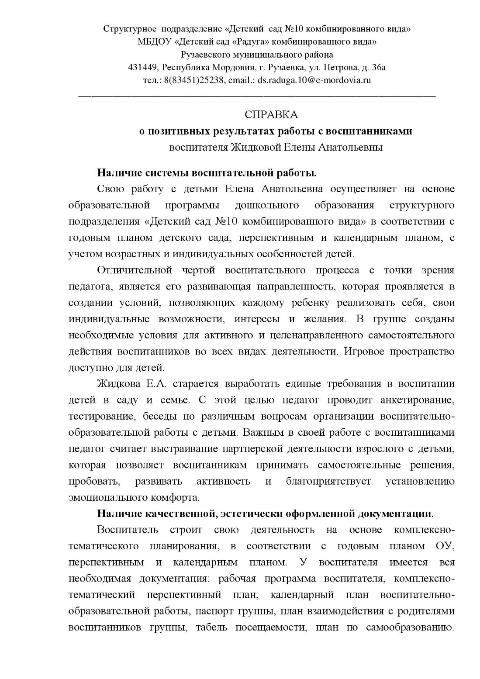 Структурное подразделение «Детский сад №10 комбинированного вида»
МБДОУ «Детский сад «Радуга» комбинированного вида»
Рузаевского муниципального района
431449, Республика Мордовия, г. Рузаевка, ул. Петрова, д. 36а
тел.: 8(83451)25238, email.: ds.raduga.10@e-mordovia.ru
СПРАВКА
о позитивных результатах работы с воспитанниками
воспитателя Жидковой Елены Анатольевны
Наличие системы воспитательной работы.
Свою работу с детьми Елена Анатольевна осуществляет на основе
образовательной программы дошкольного образования структурного
подразделения «Детский сад №10 комбинированного вида» в соответствии с
годовым планом детского сада, перспективным и календарным планом, с
учетом возрастных и индивидуальных особенностей детей.
Отличительной чертой воспитательного процесса с точки зрения
педагога, является его развивающая направленность, которая проявляется в
создании условий, позволяющих каждому ребенку реализовать себя, свои
индивидуальные возможности, интересы и желания. В группе созданы
необходимые условия для активного и целенаправленного самостоятельного
действия воспитанников во всех видах деятельности. Игровое пространство
доступно для детей.
Жидкова Е.А. старается выработать единые требования в воспитании
детей в саду и семье. С этой целью педагог проводит анкетирование,
тестирование, беседы по различным вопросам организации воспитательно-
образовательной работы с детьми. Важным в своей работе с воспитанниками
педагог считает выстраивание партнерской деятельности взрослого с детьми,
которая позволяет воспитанникам принимать самостоятельные решения,
пробовать, развивать активность и благоприятствует установлению
эмоционального комфорта.
Наличие качественной, эстетически оформленной документации.
Воспитатель строит свою деятельность на основе комплексно-
тематического планирования, в соответствии с годовым планом ОУ,
перспективным и календарным планом. У воспитателя имеется вся
необходимая документация: рабочая программа воспитателя, комплексно-
тематический перспективный план, календарный план воспитательно-
образовательной работы, паспорт группы, план взаимодействия с родителями
воспитанников группы, табель посещаемости, план по самообразованию.